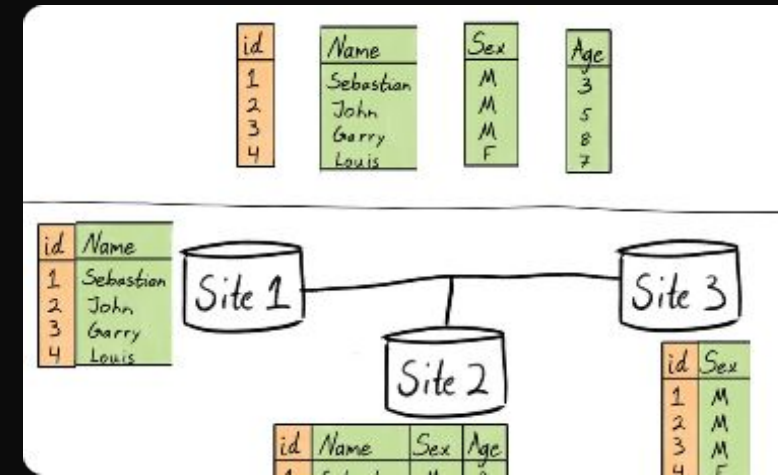 id Name Sex Age
1 Sebastian M 3
2 John M 5
3 Garry M 8
4 Louis F 7
id Name
1 Sebastian
2 John
3 Garry
4 Louis
Site 1
Site 3
Site 2
id Sex
1 M
2 M
3 M
4 F
id Name Sex Age